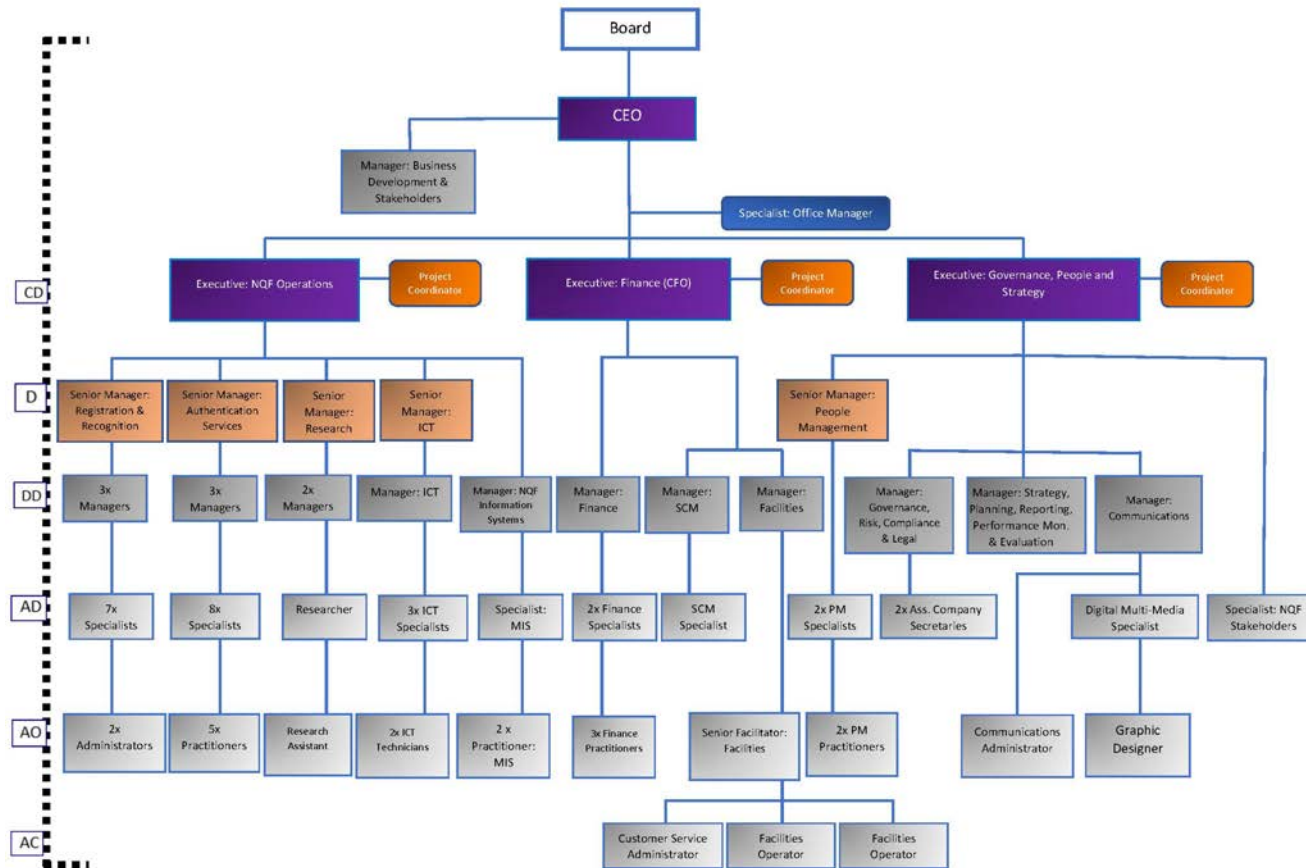 Board
CEO
Manager: Business
Development &
Stakeholders
Specialist: Office Manager
CD
Executive: NQF Operations
Project
Coordinator
Executive: Finance (CFO)
Project
Coordinator
Executive: Governance, People and
Strategy
Project
Coordinator
D
Senior Manager:
Registration &
Recognition
Senior Manager:
Authentication
Services
Senior
Manager:
Research
Senior
Manager:
ICT
Senior Manager:
People
Management
DD
3x
Managers
3x
Managers
2x
Managers
Manager: ICT
Manager: NQF
Information
Systems
Manager:
Finance
Manager:
SCM
Manager:
Facilities
Manager:
Governance,
Risk, Compliance
& Legal
Manager: Strategy,
Planning, Reporting,
Performance Mon.
& Evaluation
Manager:
Communications
AD
7x
Specialists
8x
Specialists
Researcher
3x ICT
Specialists
Specialist:
MIS
2x Finance
Specialists
SCM
Specialist
2x PM
Specialists
2x Ass. Company
Secretaries
Digital Multi-Media
Specialist
Specialist: NQF
Stakeholders
AO
2x
Administrators
5x
Practitioners
Research
Assistant
2x ICT
Technicians
2 x
Practitioner:
MIS
3x Finance
Practitioners
Senior Facilitator:
Facilities
2x PM
Practitioners
Communications
Administrator
Graphic
Designer
AC
Customer Service
Administrator
Facilities
Operator
Facilities
Operator